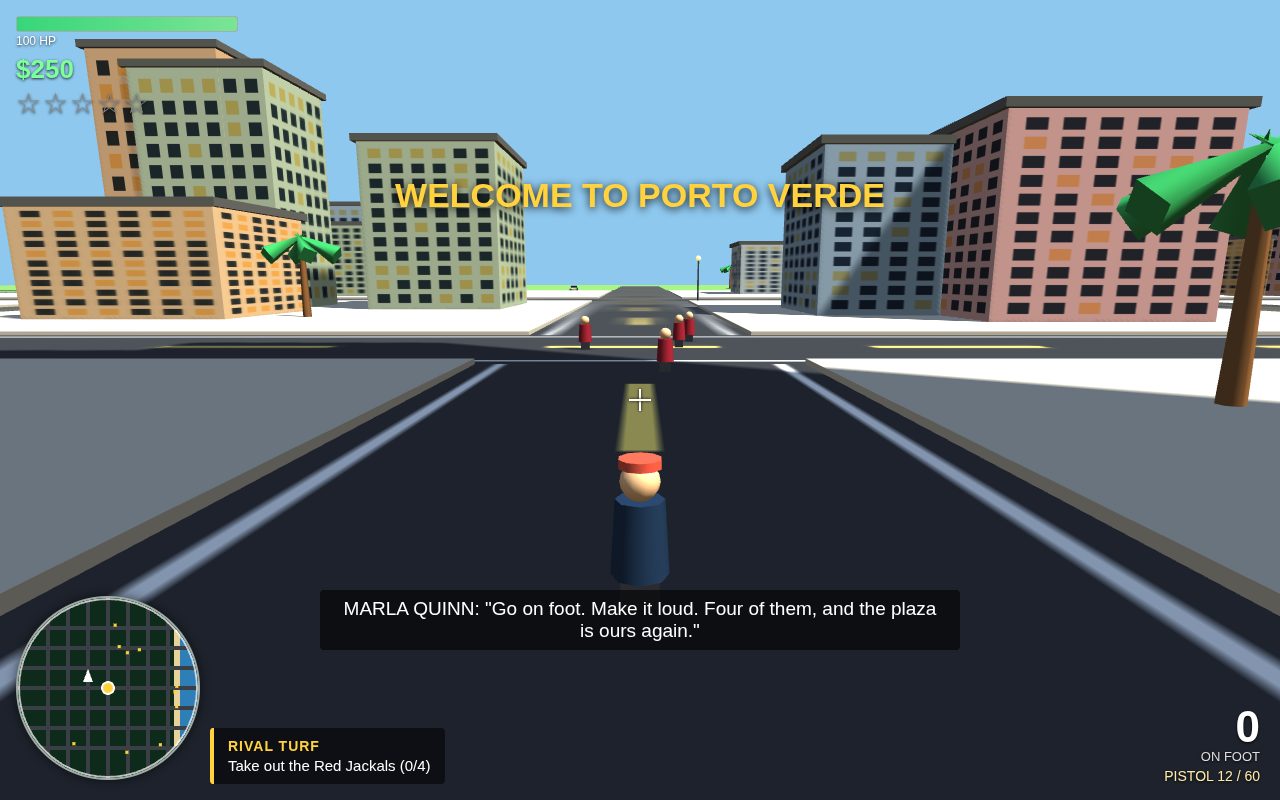 100 HP
$250
WELCOME TO PORTO VERDE
MARLA QUINN: "Go on foot. Make it loud. Four of them, and the plaza
is ours again."
RIVAL TURF
Take out the Red Jackals (0/4)
0
ON FOOT
PISTOL 12 / 60